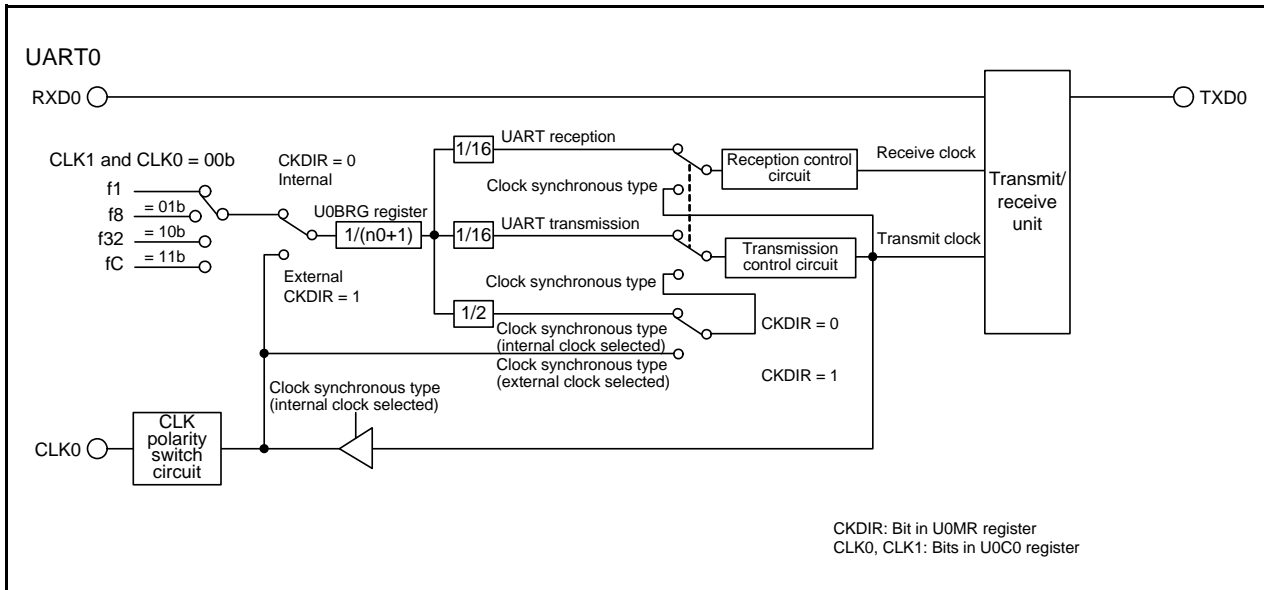 UART0
RXD0
TXD0
CLK1 and CLK0 = 00b
f1
f8
= 01b
f32
= 10b
fC
= 11b
CKDIR = 0
Internal
U0BRG register
1/(n0+1)
External
CKDIR = 1
1/16
UART reception
Clock synchronous type
Reception control
circuit
Receive clock
1/16
UART transmission
Transmission
control circuit
Transmit clock
Transmit/
receive
unit
Clock synchronous type
1/2
Clock synchronous type
(internal clock selected)
CKDIR = 0
Clock synchronous type
(external clock selected)
CKDIR = 1
Clock synchronous type
(internal clock selected)
CLK0
CLK
polarity
switch
circuit
CKDIR: Bit in U0MR register
CLK0, CLK1: Bits in U0C0 register